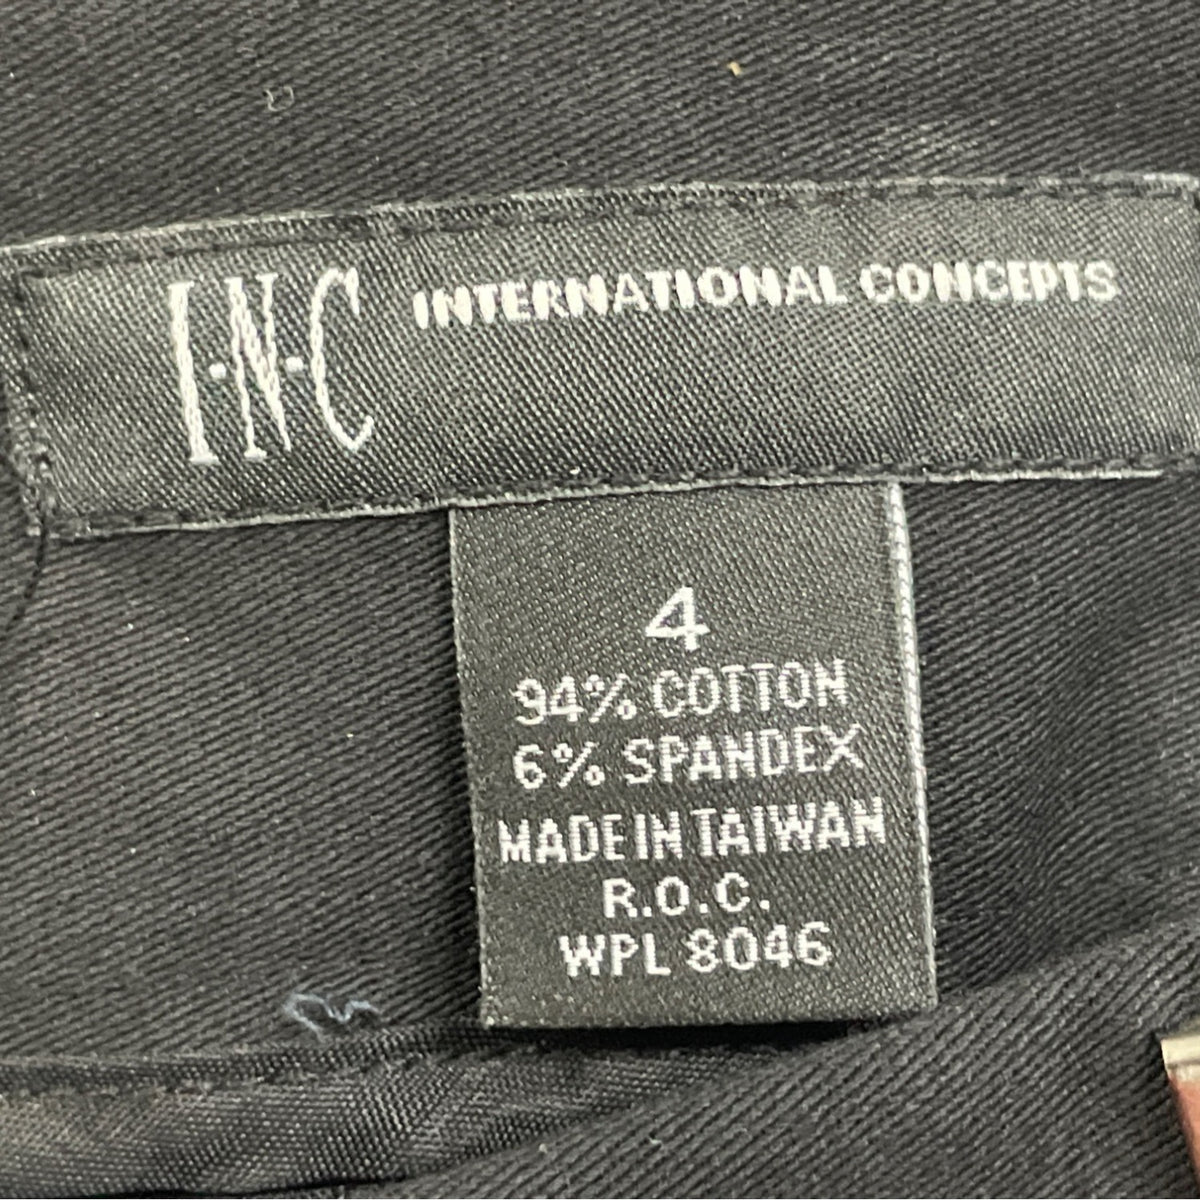 I·N·C INTERNATIONAL CONCEPTS
4
94% COTTON
6% SPANDEX
MADE IN TAIWAN
R.O.C.
WPL 8046